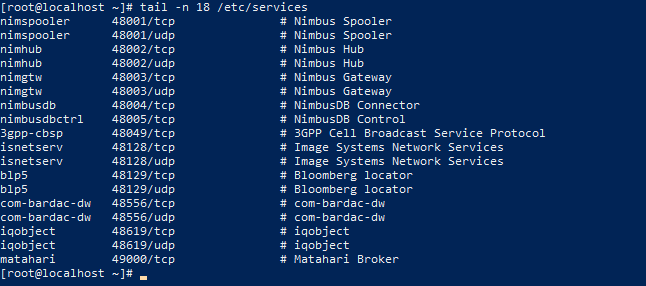 [root@localhost ~]# tail -n 18 /etc/services
nimspooler      48001/tcp               # Nimbus Spooler
nimspooler      48001/udp               # Nimbus Spooler
nimhub          48002/tcp               # Nimbus Hub
nimhub          48002/udp               # Nimbus Hub
nimgtw          48003/tcp               # Nimbus Gateway
nimgtw          48003/udp               # Nimbus Gateway
nimbusdb        48004/tcp               # NimbusDB Connector
nimbusdbctrl    48005/tcp               # NimbusDB Control
3gpp-cbsp       48049/tcp               # 3GPP Cell Broadcast Service Protocol
isnetserv       48128/tcp               # Image Systems Network Services
isnetserv       48128/udp               # Image Systems Network Services
blp5            48129/tcp               # Bloomberg locator
blp5            48129/udp               # Bloomberg locator
com-bardac-dw   48556/tcp               # com-bardac-dw
com-bardac-dw   48556/udp               # com-bardac-dw
iqobject        48619/tcp               # iqobject
iqobject        48619/udp               # iqobject
matahari        49000/tcp               # Matahari Broker
[root@localhost ~]#